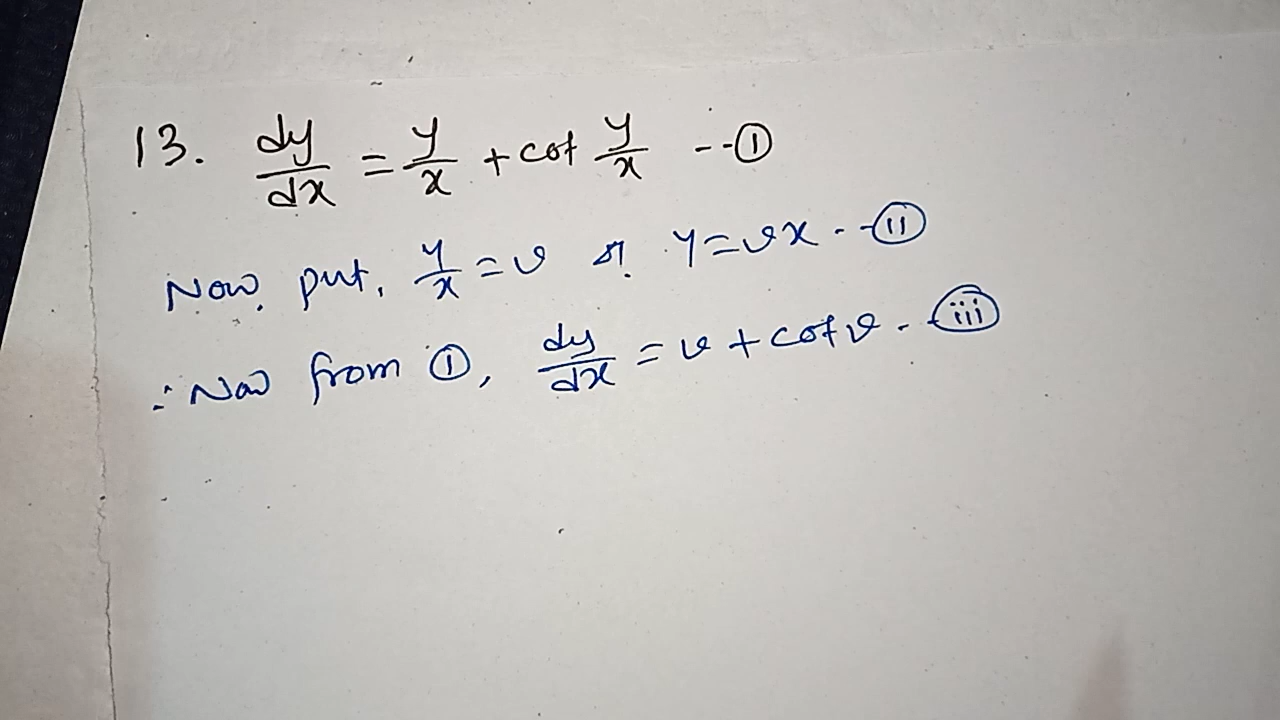 13. dy/dx = y/x + cot y/x --①
Now, put, y/x = v or y = vx --ⅱ
∴ Now from ①, dy/dx = v + cot v --ⅲ